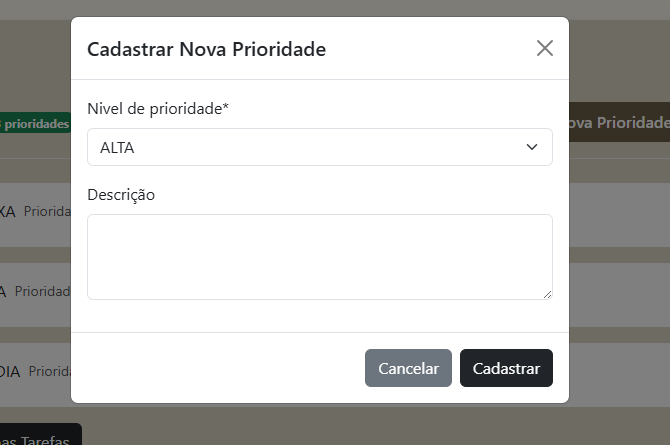 Cadastrar Nova Prioridade
prioridades
ova Prioridade
Nivel de prioridade*
ALTA
Descrição
XA Priorida
A Prioridad
DIA Priorida
Cancelar Cadastrar
as Tarefas